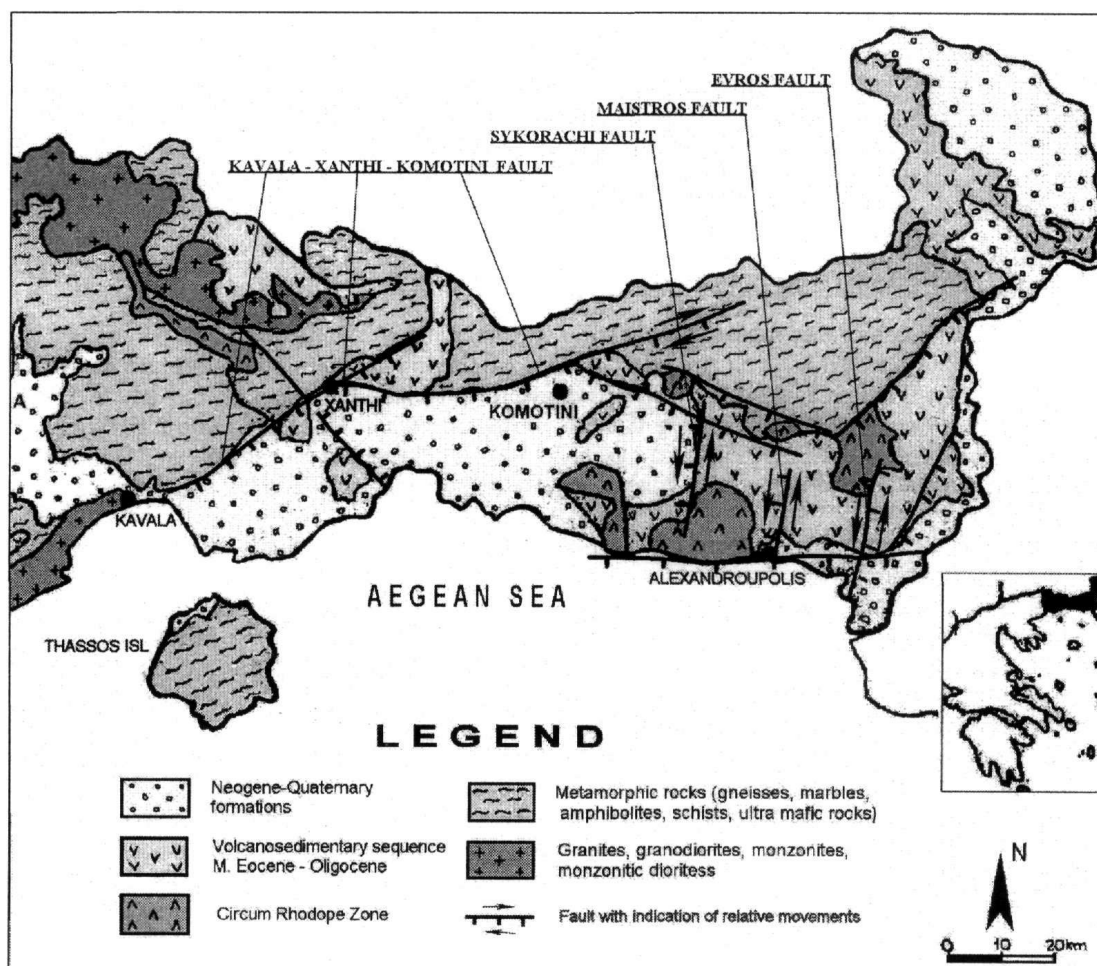 EVROS FAULT
MAISTROS FAULT
SYKORACHI FAULT
KAVALA - XANTHI - KOMOTINI FAULT
XANTHI
KOMOTINI
A
KAVALA
ALEXANDROUPOLIS
AEGEAN SEA
THASSOS ISL
LEGEND
Neogene-Quaternary
formations
Volcanosedimentary sequence
M. Eocene - Oligocene
Circum Rhodope Zone
Metamorphic rocks (gneisses, marbles,
amphibolites, schists, ultra mafic rocks)
Granites, granodiorites, monzonites,
monzonitic dioritess
Fault with indication of relative movements
N
0 10 20km